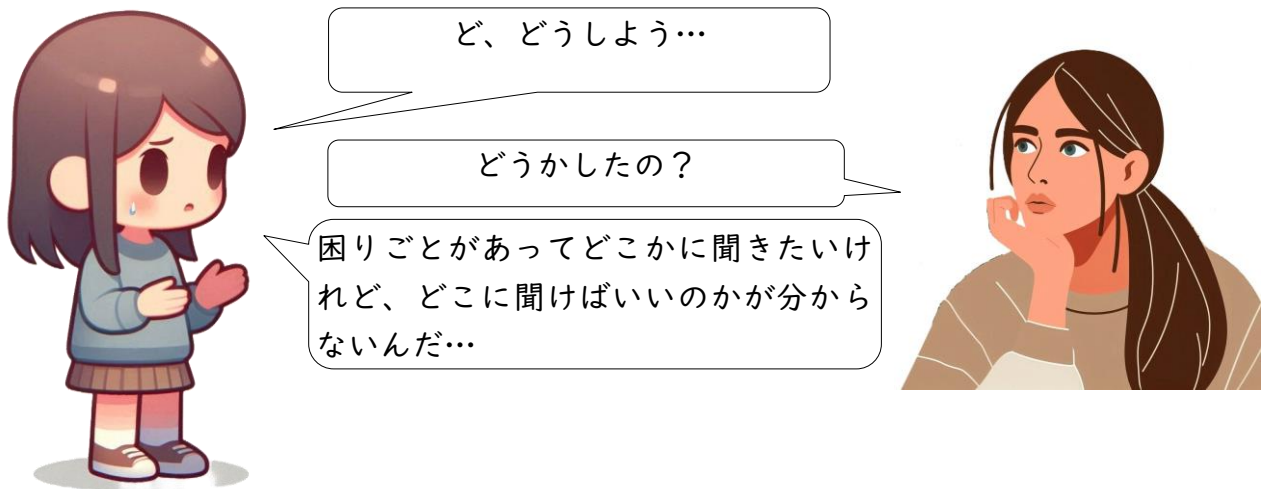 ど、どうしよう…
どうかしたの？
困りごとがあってどこかに聞きたいけ
れど、どこに聞けばいいのかが分から
ないんだ…